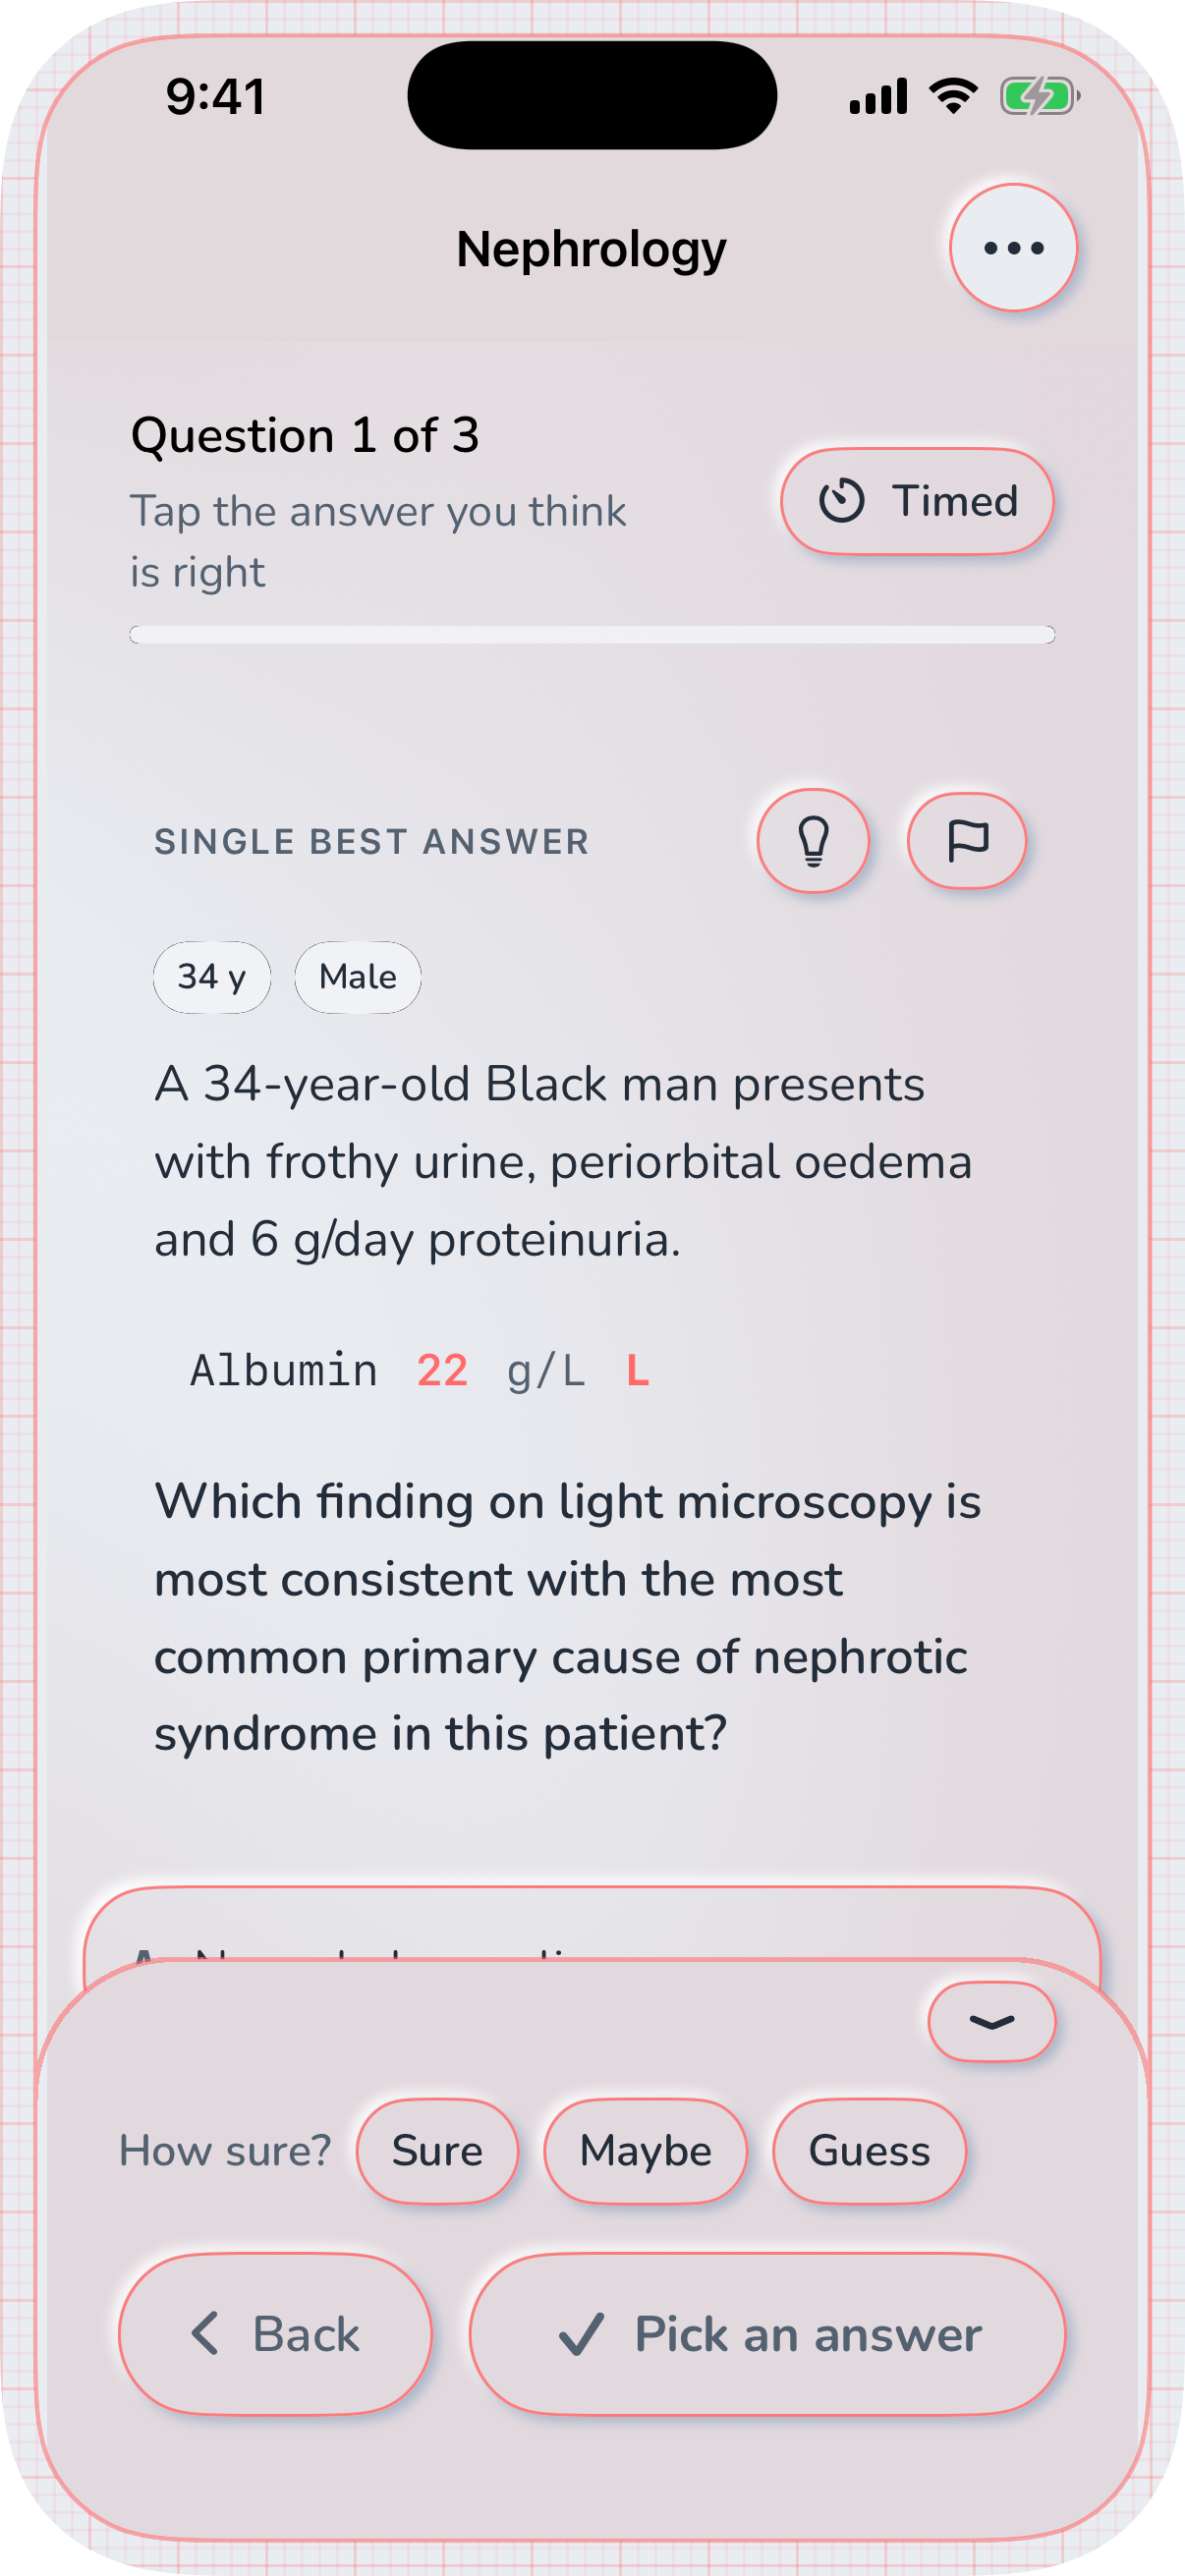 9:41
Nephrology
Question 1 of 3
Tap the answer you think
is right
Timed
SINGLE BEST ANSWER
34 y
Male
A 34-year-old Black man presents
with frothy urine, periorbital oedema
and 6 g/day proteinuria.
Albumin 22 g/L L
Which finding on light microscopy is
most consistent with the most
common primary cause of nephrotic
syndrome in this patient?
How sure?
Sure
Maybe
Guess
Back
Pick an answer